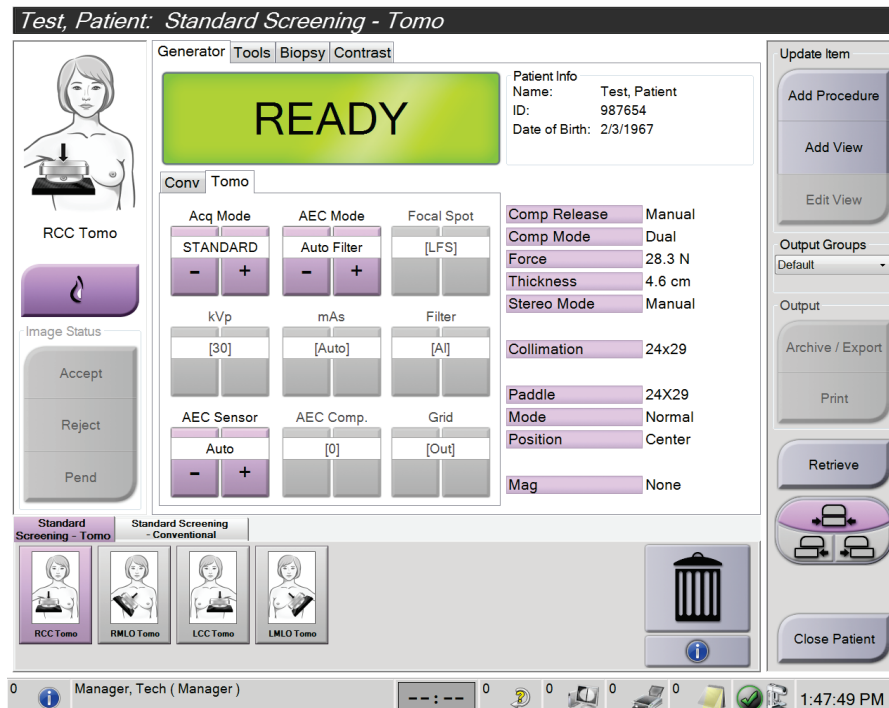 Test, Patient: Standard Screening - Tomo
Generator Tools Biopsy Contrast
READY
Patient Info
Name: Test, Patient
ID: 987654
Date of Birth: 2/3/1967
RCC Tomo
Image Status
Accept
Reject
Pend
Conv Tomo
Acq Mode AEC Mode Focal Spot
STANDARD Auto Filter [LFS]
- + - +
kVp mAs Filter
[30] [Auto] [Al]
AEC Sensor AEC Comp. Grid
Auto [0] [Out]
- +
Comp Release Manual
Comp Mode Dual
Force 28.3 N
Thickness 4.6 cm
Stereo Mode Manual
Collimation 24x29
Paddle 24X29
Mode Normal
Position Center
Mag None
Update Item
Add Procedure
Add View
Edit View
Output Groups
Default
Output
Archive / Export
Print
Retrieve
Close Patient
Standard
Screening - Tomo
Standard Screening
- Conventional
RCC Tomo RMLO Tomo LCC Tomo LMLO Tomo
0 Manager, Tech ( Manager ) --:-- 0 0 0 0 1:47:49 PM